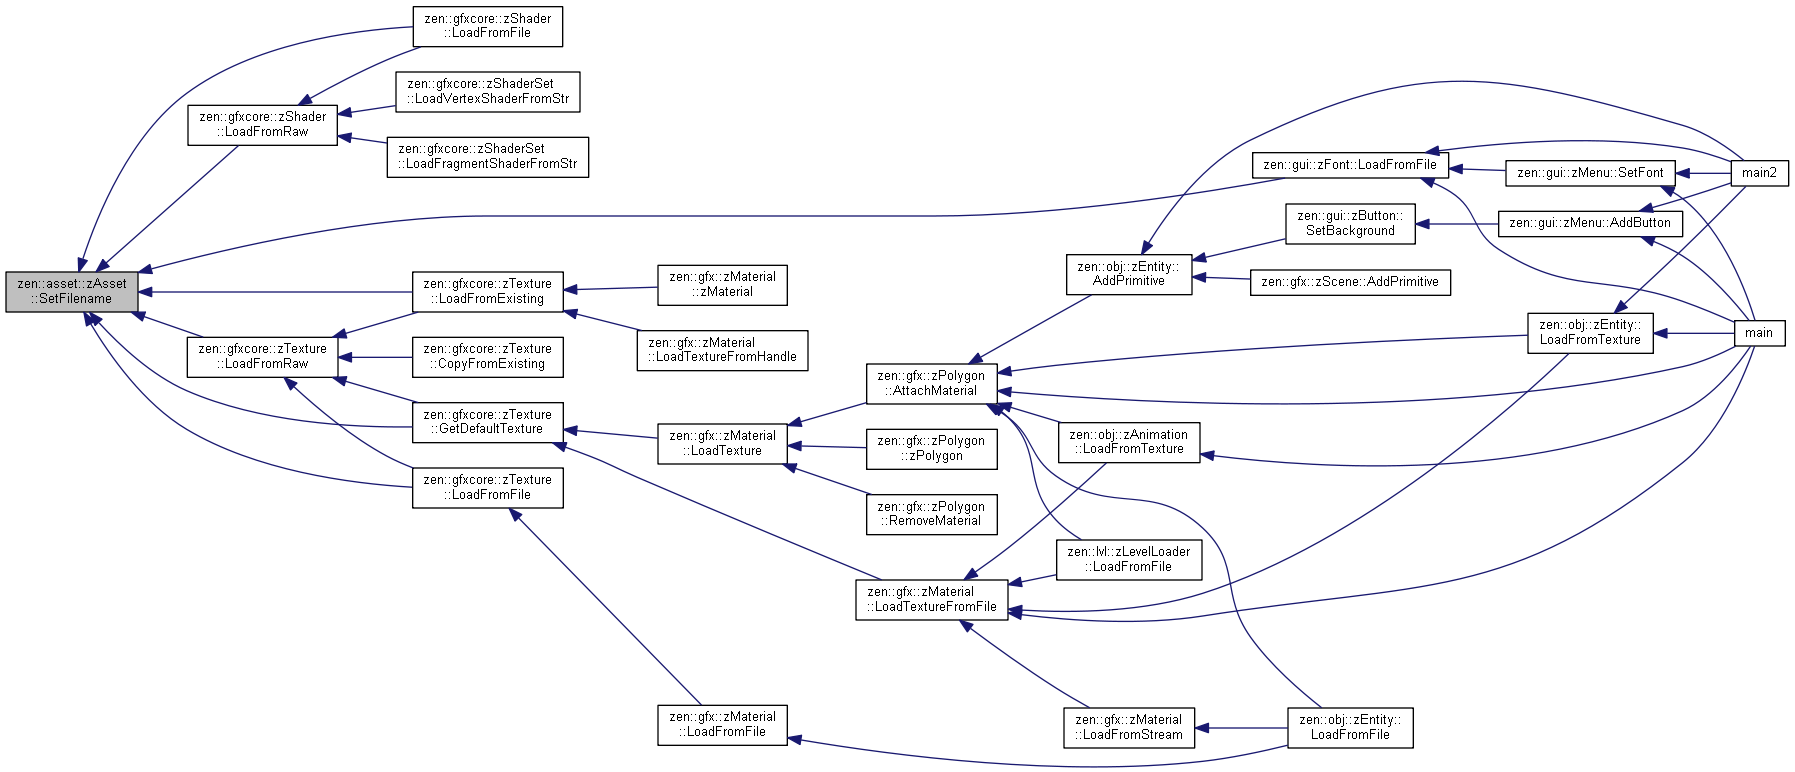 zen::gfxcore::zShader
::LoadFromFile
zen::gfxcore::zShaderSet
::LoadVertexShaderFromStr
zen::gfxcore::zShader
::LoadFromRaw
zen::gfxcore::zShaderSet
::LoadFragmentShaderFromStr
zen::gui::zFont::LoadFromFile
zen::gui::zMenu::SetFont
main2
zen::gui::zButton::
SetBackground
zen::gui::zMenu::AddButton
zen::obj::zEntity::
AddPrimitive
zen::gfx::zScene::AddPrimitive
zen::asset::zAsset
::SetFilename
zen::gfxcore::zTexture
::LoadFromExisting
zen::gfx::zMaterial
::zMaterial
zen::obj::zEntity::
LoadFromTexture
main
zen::gfxcore::zTexture
::LoadFromRaw
zen::gfxcore::zTexture
::CopyFromExisting
zen::gfx::zMaterial
::LoadTextureFromHandle
zen::gfx::zPolygon
::AttachMaterial
zen::gfxcore::zTexture
::GetDefaultTexture
zen::gfx::zMaterial
::LoadTexture
zen::gfx::zPolygon
::zPolygon
zen::obj::zAnimation
::LoadFromTexture
zen::gfxcore::zTexture
::LoadFromFile
zen::gfx::zPolygon
::RemoveMaterial
zen::lvl::zLevelLoader
::LoadFromFile
zen::gfx::zMaterial
::LoadTextureFromFile
zen::gfx::zMaterial
::LoadFromFile
zen::gfx::zMaterial
::LoadFromStream
zen::obj::zEntity::
LoadFromFile